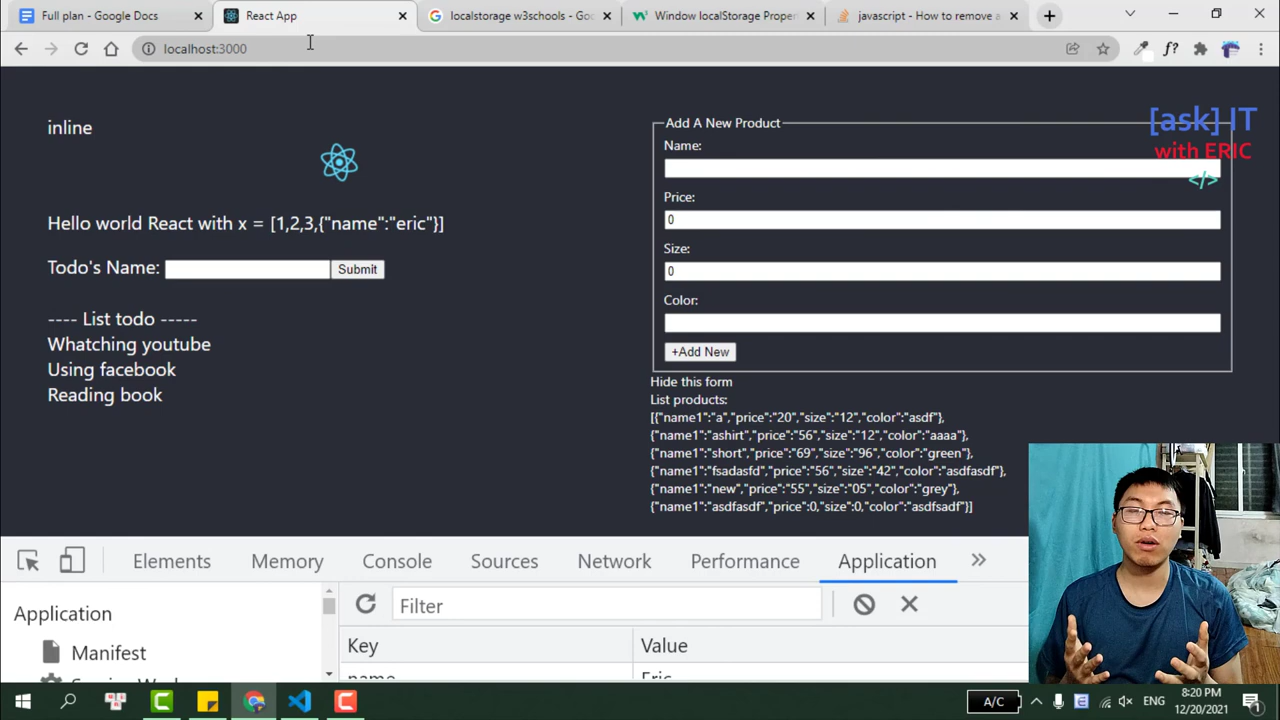 Full plan - Google Docs
React App
localstorage w3schools - Go
Window localStorage Proper
javascript - How to remove a
localhost:3000
f?
inline
Hello world React with x = [1,2,3,{"name":"eric"}]
Todo's Name:
Submit
---- List todo -----
Whatching youtube
Using facebook
Reading book
[ask] IT
with ERIC
</>
Add A New Product
Name:
Price:
0
Size:
0
Color:
+Add New
Hide this form
List products:
[{"name1":"a","price":"20","size":"12","color":"asdf"},
{"name1":"ashirt","price":"56","size":"12","color":"aaaa"},
{"name1":"short","price":"69","size":"96","color":"green"},
{"name1":"fsadasfd","price":"56","size":"42","color":"asdfasdf"},
{"name1":"new","price":"55","size":"05","color":"grey"},
{"name1":"asdfasdf","price":0,"size":0,"color":"asdfsadf"}]
Elements
Memory
Console
Sources
Network
Performance
Application
Application
Manifest
Filter
Key
Value
name
Eric
A/C
ENG
8:20 PM
12/20/2021